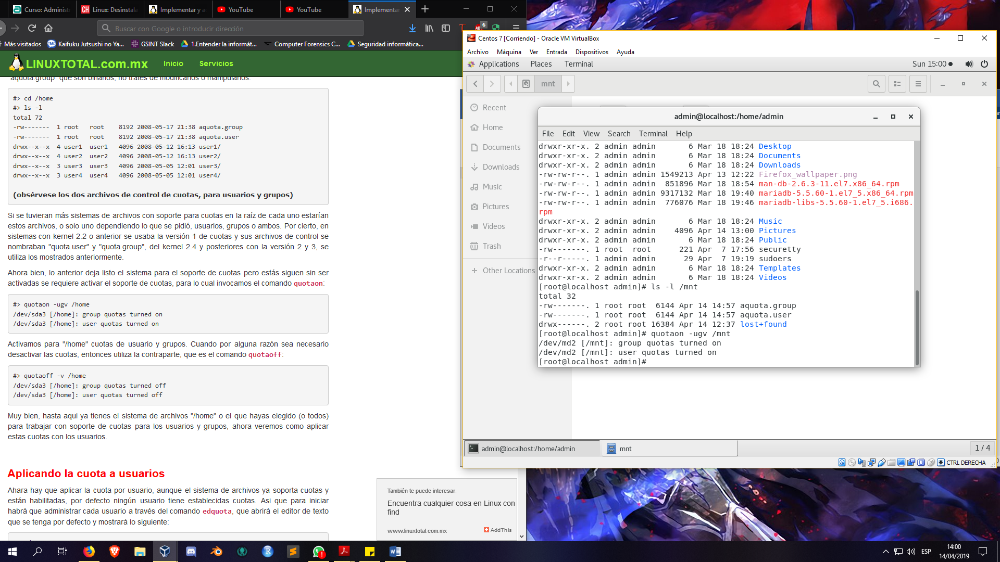 Curso: Administ
Linux: Desinstala
Implementar y a
YouTube
YouTube
Implementar
Buscar con Google o introducir dirección
6
Más visitados
Kaifuku Jutsushi no Ya...
GSINT Slack
1.Entender la informát...
Computer Forensics C...
Seguridad informática...
LINUXTOTAL.com.mx
Inicio
Servicios
"aquota.group" que son binarios, no trates de modificarlos o manipularlos.
#> cd /home
#> ls -l
total 72
-rw-------  1 root   root    8192 2008-05-17 21:38 aquota.group
-rw-------  1 root   root    8192 2008-05-17 21:38 aquota.user
drwx--x--x  4 user1  user1   4096 2008-05-12 16:13 user1/
drwx--x--x  4 user2  user2   4096 2008-05-12 16:13 user2/
drwx--x--x  3 user3  user3   4096 2008-05-05 12:01 user3/
drwx--x--x  3 user4  user4   4096 2008-05-05 12:01 user4/
(obsérvese los dos archivos de control de cuotas, para usuarios y grupos)
Si se tuvieran más sistemas de archivos con soporte para cuotas en la raíz de cada uno estarían
estos archivos, o solo uno dependiendo lo que se pidió, usuarios, grupos o ambos. Por cierto, en
sistemas con kernel 2.2 o anterior se usaba la versión 1 de cuotas y sus archivos de control se
nombraban "quota.user" y "quota.group", del kernel 2.4 y posteriores con la versión 2 y 3, se
utiliza los mostrados anteriormente.
Ahora bien, lo anterior deja listo el sistema para el soporte de cuotas pero estás siguen sin ser
activadas se requiere activar el soporte de cuotas, para lo cual invocamos el comando quotaon:
#> quotaon -ugv /home
/dev/sda3 [/home]: group quotas turned on
/dev/sda3 [/home]: user quotas turned on
Activamos para "/home" cuotas de usuario y grupos. Cuando por alguna razón sea necesario
desactivar las cuotas, entonces utiliza la contraparte, que es el comando quotaoff:
#> quotaoff -v /home
/dev/sda3 [/home]: group quotas turned off
/dev/sda3 [/home]: user quotas turned off
Muy bien, hasta aqui ya tienes el sistema de archivos "/home" o el que hayas elegido (o todos)
para trabajar con soporte de cuotas para los usuarios y grupos, ahora veremos como aplicar
estas cuotas con los usuarios.
Aplicando la cuota a usuarios
Ahara hay que aplicar la cuota por usuario, aunque el sistema de archivos ya soporta cuotas y
están habilitadas, por defecto ningún usuario tiene establecidas cuotas. Asi que para iniciar
habrá que administrar cada usuario a través del comando edquota, que abrirá el editor de texto
que se tenga por defecto y mostrará lo siguiente:
También te puede interesar:
Encuentra cualquier cosa en Linux con
find
www.linuxtotal.com.mx
AddThis
Centos 7 [Corriendo] - Oracle VM VirtualBox
Archivo
Máquina
Ver
Entrada
Dispositivos
Ayuda
Applications
Places
Terminal
Sun 15:00
mnt
Recent
Home
Documents
Downloads
Music
Pictures
Videos
Trash
Other Locations
admin@localhost:/home/admin
File
Edit
View
Search
Terminal
Help
drwxr-xr-x. 2 admin admin       6 Mar 18 18:24 Desktop
drwxr-xr-x. 2 admin admin       6 Mar 18 18:24 Documents
drwxr-xr-x. 2 admin admin       6 Mar 18 18:24 Downloads
-rw-rw-r--. 1 admin admin 1549213 Apr 13 12:22 Firefox_wallpaper.png
-rw-rw-r--. 1 admin admin  851896 Mar 18 18:54 man-db-2.6.3-11.el7.x86_64.rpm
-rw-rw-r--. 1 admin admin 9317132 Mar 18 19:40 mariadb-5.5.60-1.el7_5.x86_64.rpm
-rw-rw-r--. 1 admin admin  776076 Mar 18 19:46 mariadb-libs-5.5.60-1.el7_5.i686.
rpm
drwxr-xr-x. 2 admin admin       6 Mar 18 18:24 Music
drwxr-xr-x. 2 admin admin    4096 Apr 14 13:00 Pictures
drwxr-xr-x. 2 admin admin       6 Mar 18 18:24 Public
-rw-------. 1 root  root      221 Apr  7 17:56 securetty
-r--r-----. 1 admin admin      29 Apr  7 19:19 sudoers
drwxr-xr-x. 2 admin admin       6 Mar 18 18:24 Templates
drwxr-xr-x. 2 admin admin       6 Mar 18 18:24 Videos
[root@localhost admin]# ls -l /mnt
total 32
-rw-------. 1 root root  6144 Apr 14 14:57 aquota.group
-rw-------. 1 root root  6144 Apr 14 14:57 aquota.user
drwx------. 2 root root 16384 Apr 14 12:37 lost+found
[root@localhost admin]# quotaon -ugv /mnt
/dev/md2 [/mnt]: group quotas turned on
/dev/md2 [/mnt]: user quotas turned on
[root@localhost admin]#
admin@localhost:/home/admin
mnt
1 / 4
CTRL DERECHA
ESP
14:00
14/04/2019